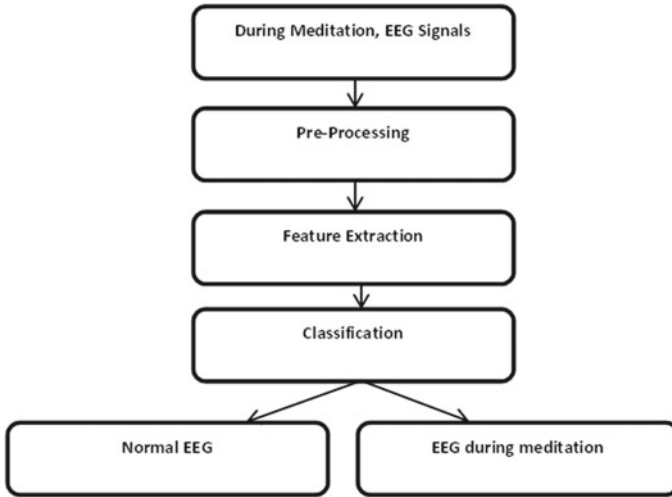 During Meditation, EEG Signals
Pre-Processing
Feature Extraction
Classification
Normal EEG
EEG during meditation